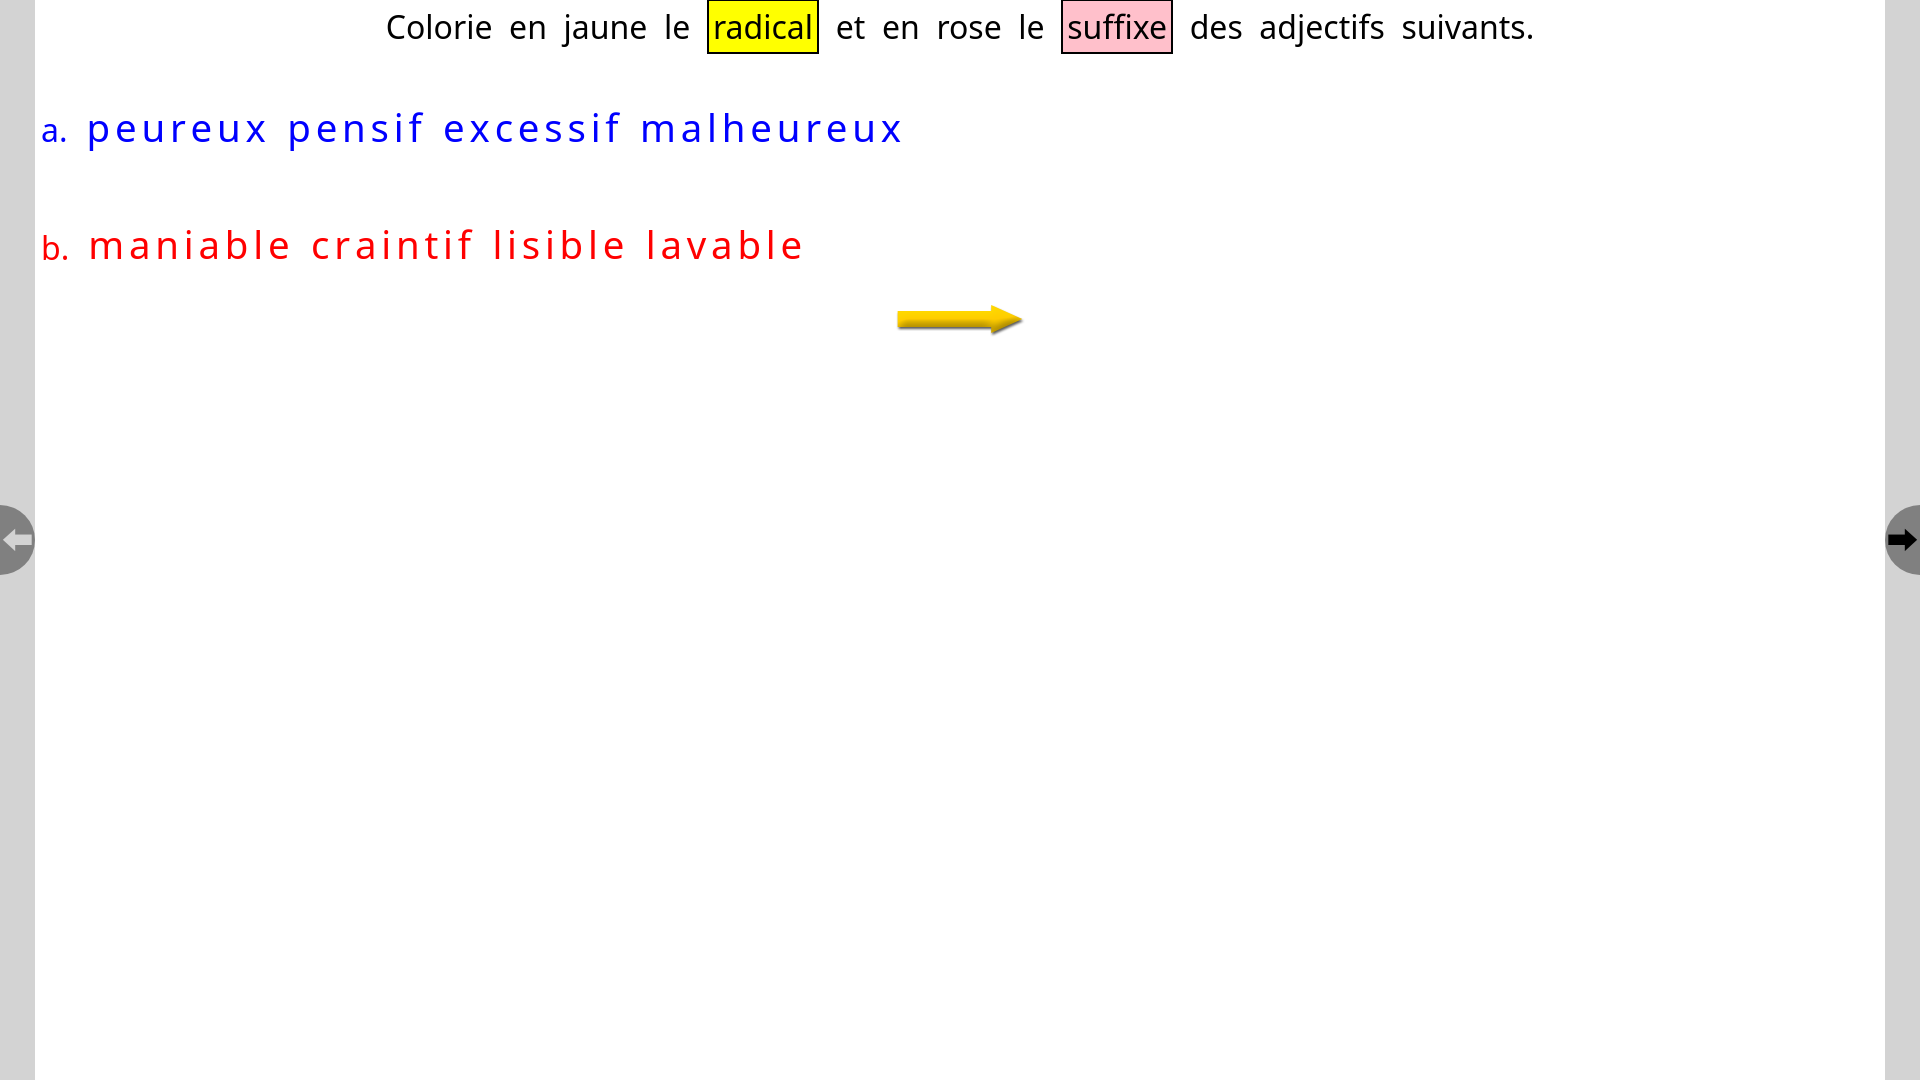 Colorie en jaune le radical et en rose le suffixe des adjectifs suivants.
a. peureux pensif excessif malheureux
b. maniable craintif lisible lavable